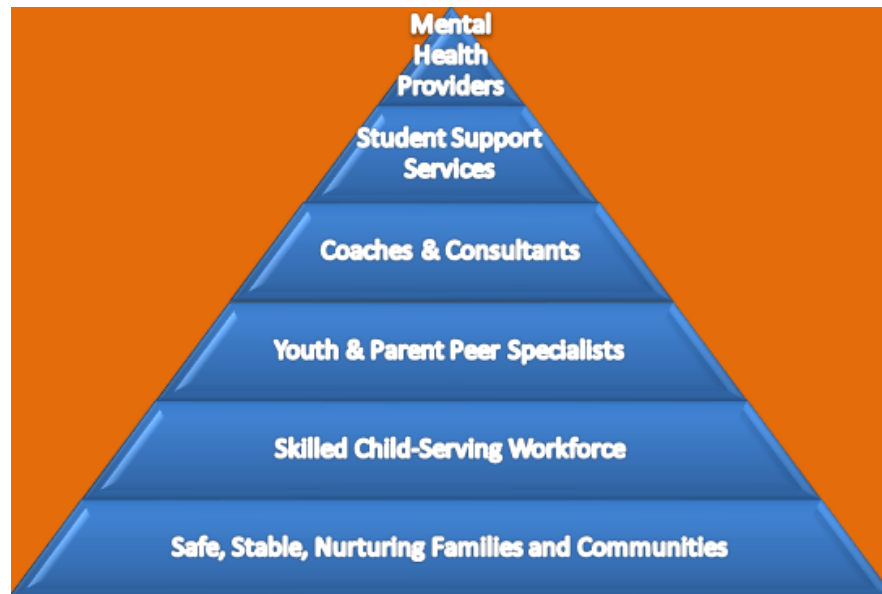 Mental
Health
Providers
Student Support
Services
Coaches & Consultants
Youth & Parent Peer Specialists
Skilled Child-Serving Workforce
Safe, Stable, Nurturing Families and Communities